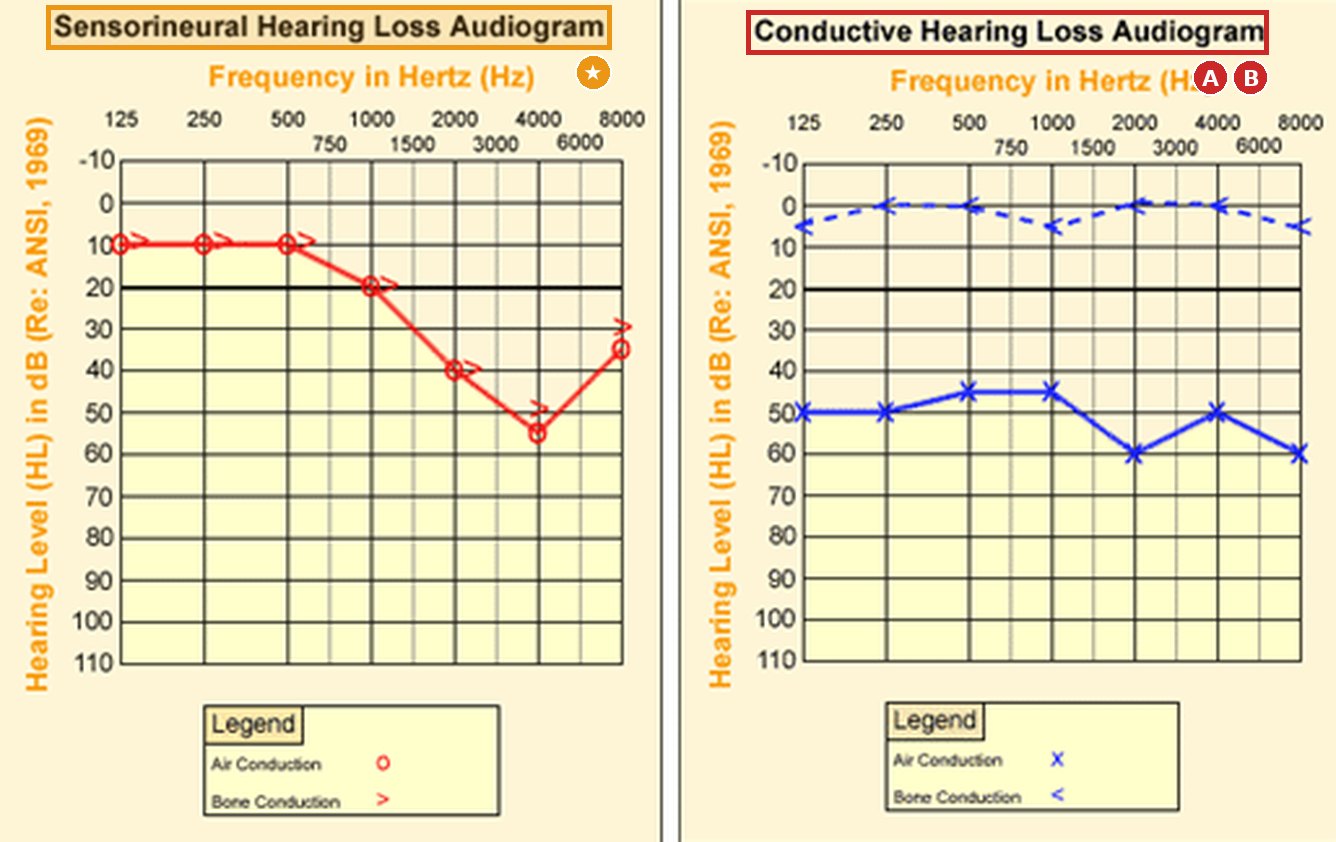 Sensorineural Hearing Loss Audiogram
Frequency in Hertz (Hz)
125 250 500 1000 2000 4000 8000
750 1500 3000 6000
Hearing Level (HL) in dB (Re: ANSI, 1969)
-10
0
10
20
30
40
50
60
70
80
90
100
110
Legend
Air Conduction O
Bone Conduction >
Conductive Hearing Loss Audiogram
Frequency in Hertz (Hz
A B
125 250 500 1000 2000 4000 8000
750 1500 3000 6000
Hearing Level (HL) in dB (Re: ANSI, 1969)
-10
0
10
20
30
40
50
60
70
80
90
100
110
Legend
Air Conduction X
Bone Conduction <